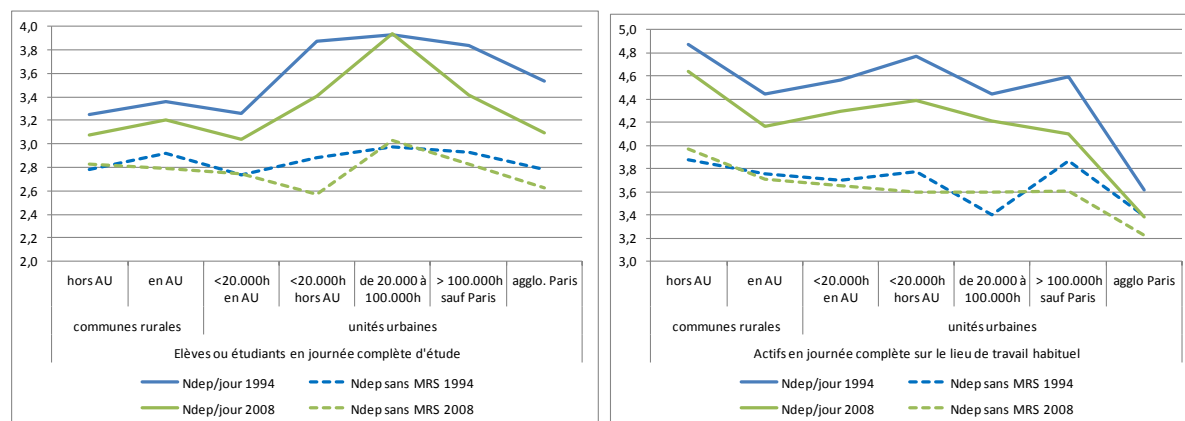 4,0
3,8
3,6
3,4
3,2
3,0
2,8
2,6
2,4
2,2
2,0
hors AU
en AU
<20.000h en AU
<20.000h hors AU
de 20.000 à 100.000h
> 100.000h sauf Paris
agglo. Paris
communes rurales
unités urbaines
Elèves ou étudiants en journée complète d'étude
Ndep/jour 1994
Ndep sans MRS 1994
Ndep/jour 2008
Ndep sans MRS 2008
5,0
4,8
4,6
4,4
4,2
4,0
3,8
3,6
3,4
3,2
3,0
hors AU
en AU
<20.000h en AU
<20.000h hors AU
de 20.000 à 100.000h
> 100.000h sauf Paris
agglo Paris
communes rurales
unités urbaines
Actifs en journée complète sur le lieu de travail habituel
Ndep/jour 1994
Ndep sans MRS 1994
Ndep/jour 2008
Ndep sans MRS 2008